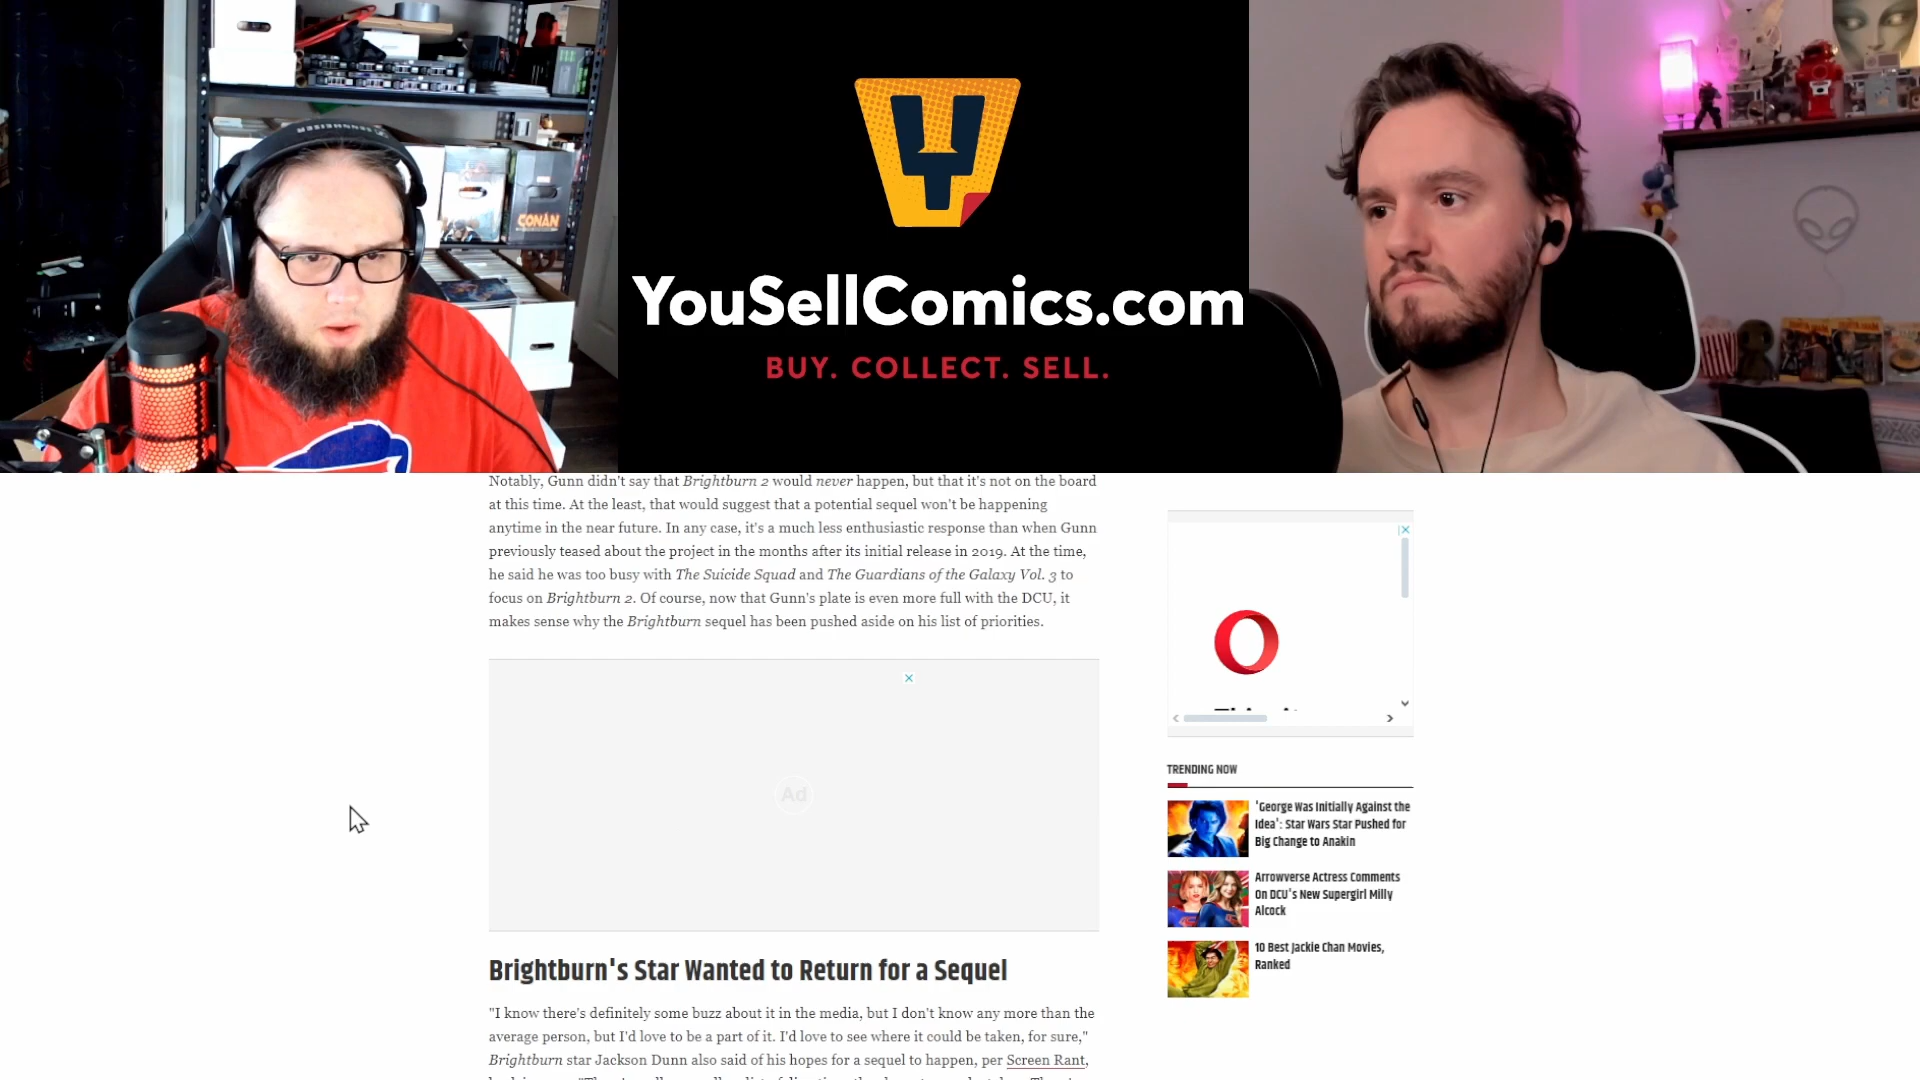 SENNHEISER
CONAN
YouSellComics.com
BUY. COLLECT. SELL.
Notably, Gunn didn't say that Brightburn 2 would never happen, but that it's not on the board
at this time. At the least, that would suggest that a potential sequel won't be happening
anytime in the near future. In any case, it's a much less enthusiastic response than when Gunn
previously teased about the project in the months after its initial release in 2019. At the time,
he said he was too busy with The Suicide Squad and The Guardians of the Galaxy Vol. 3 to
focus on Brightburn 2. Of course, now that Gunn's plate is even more full with the DCU, it
makes sense why the Brightburn sequel has been pushed aside on his list of priorities.
Ad
Brightburn's Star Wanted to Return for a Sequel
"I know there's definitely some buzz about it in the media, but I don't know any more than the
average person, but I'd love to be a part of it. I'd love to see where it could be taken, for sure,"
Brightburn star Jackson Dunn also said of his hopes for a sequel to happen, per Screen Rant,
TRENDING NOW
'George Was Initially Against the
Idea': Star Wars Star Pushed for
Big Change to Anakin
Arrowverse Actress Comments
On DCU's New Supergirl Milly
Alcock
10 Best Jackie Chan Movies,
Ranked